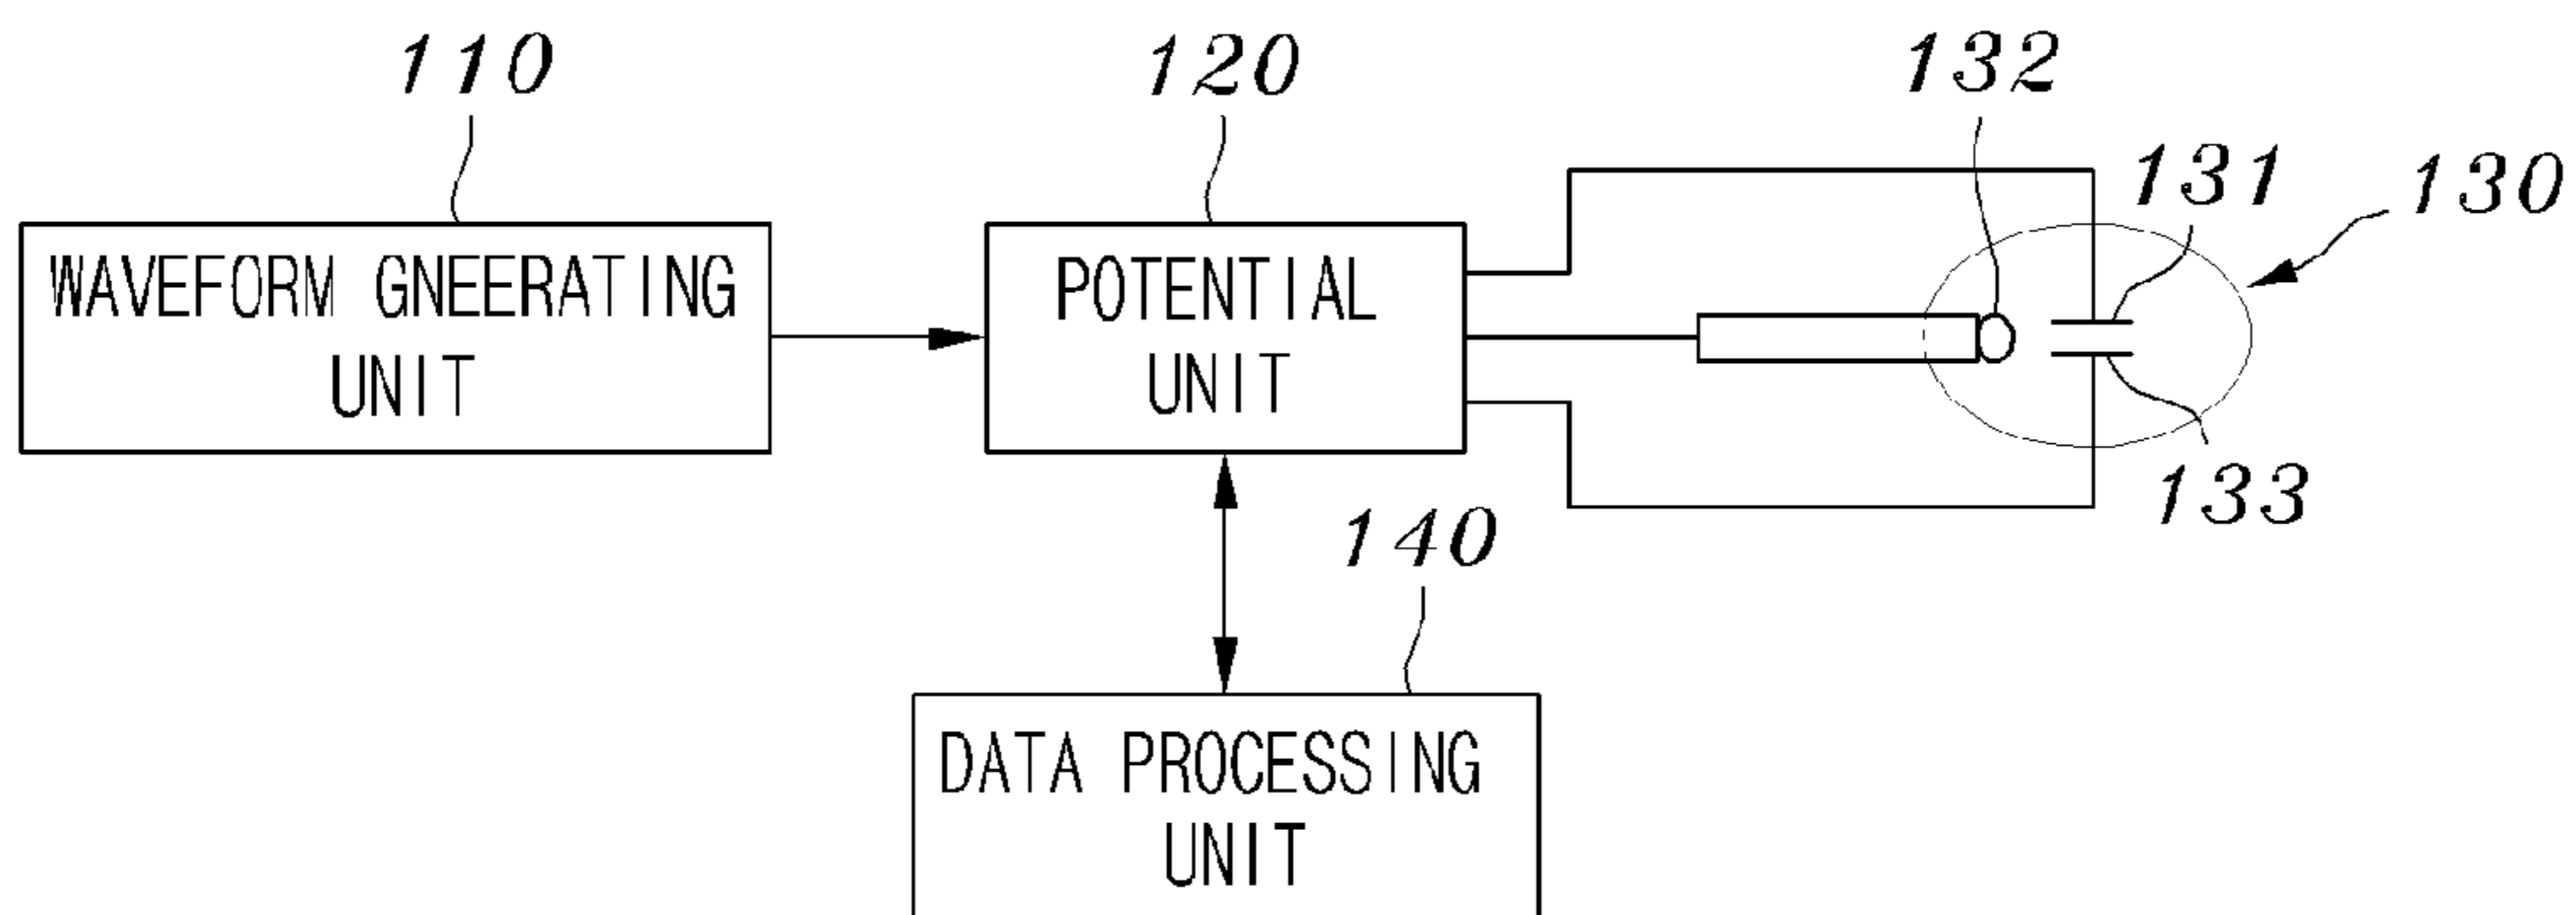 110
120
132
131
130
WAVEFORM GNEERATING
UNIT
POTENTIAL
UNIT
133
140
DATA PROCESSING
UNIT